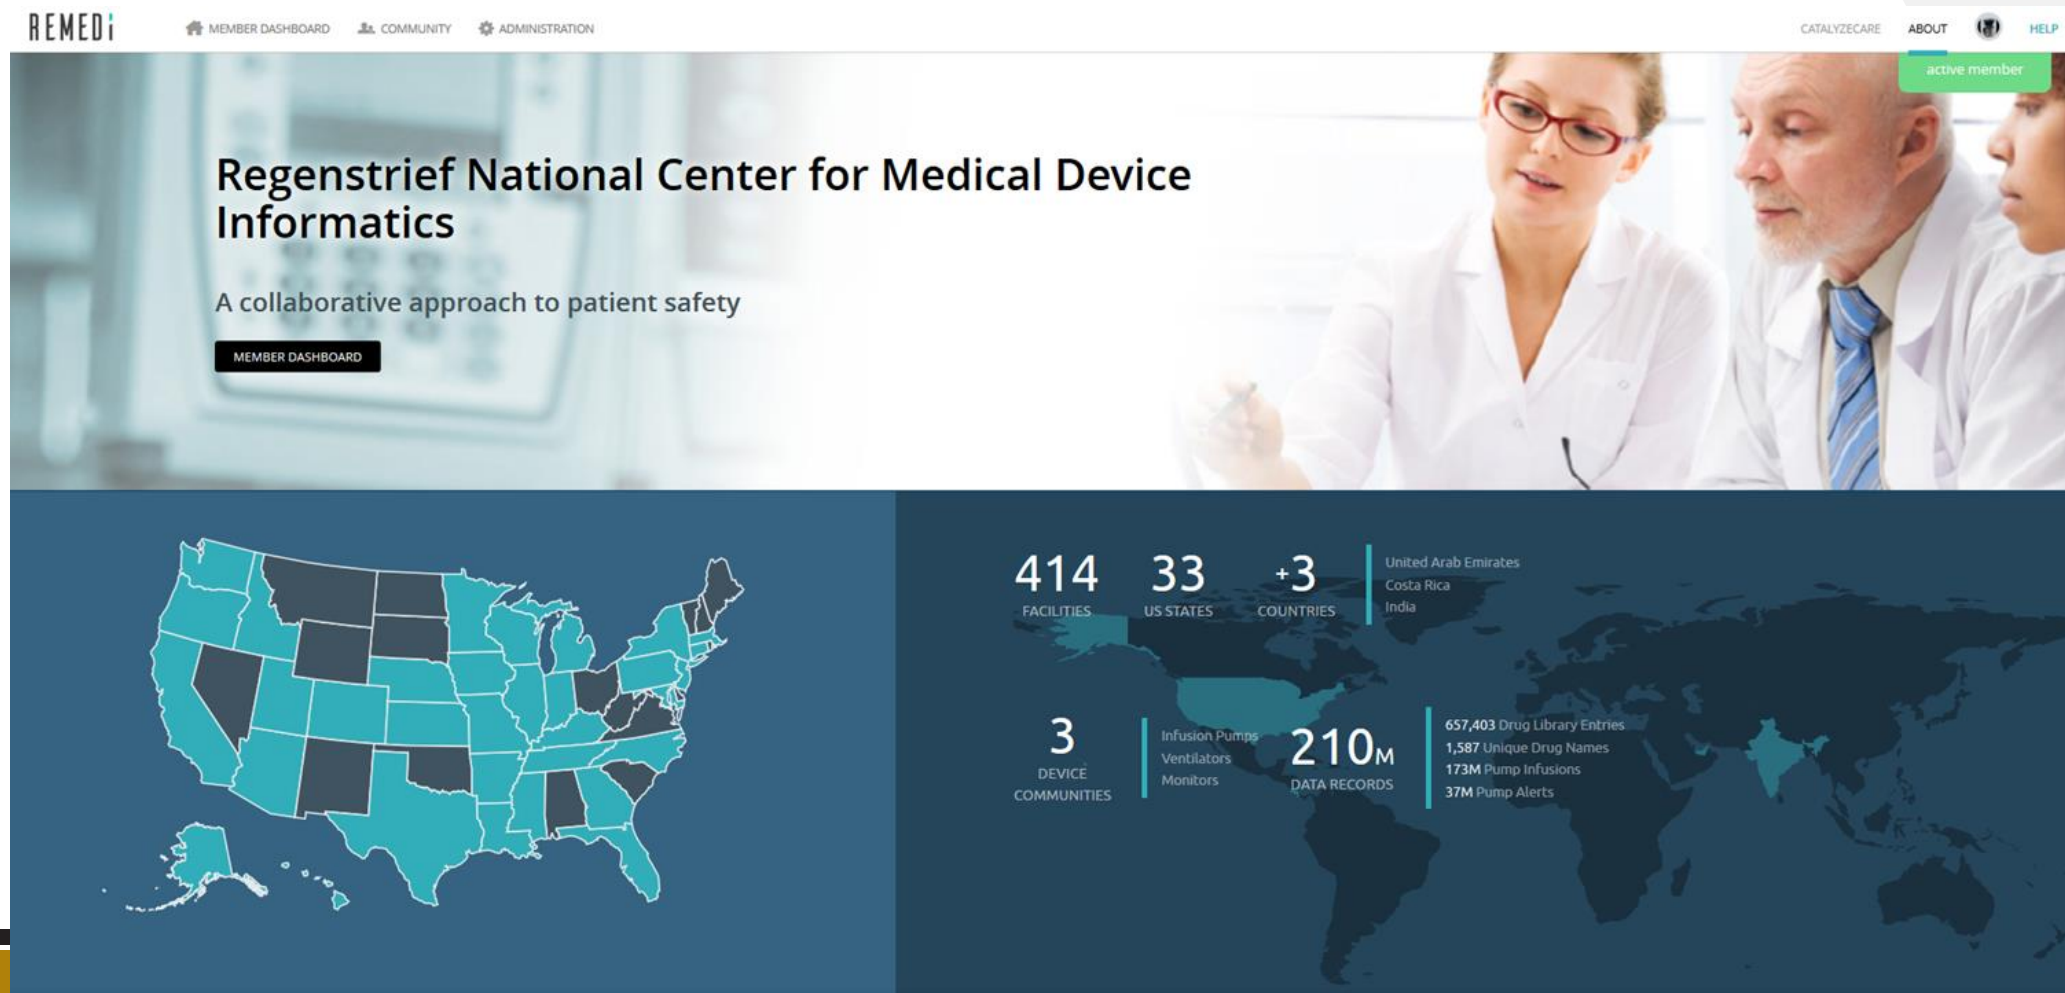 REMEDi
MEMBER DASHBOARD
COMMUNITY
ADMINISTRATION
CATALYZECARE
ABOUT
HELP
active member
Regenstrief National Center for Medical Device
Informatics
A collaborative approach to patient safety
MEMBER DASHBOARD
414
FACILITIES
33
US STATES
+3
COUNTRIES
United Arab Emirates
Costa Rica
India
3
DEVICE
COMMUNITIES
Infusion Pumps
Ventilators
Monitors
210M
DATA RECORDS
657,403 Drug Library Entries
1,587 Unique Drug Names
173M Pump Infusions
37M Pump Alerts